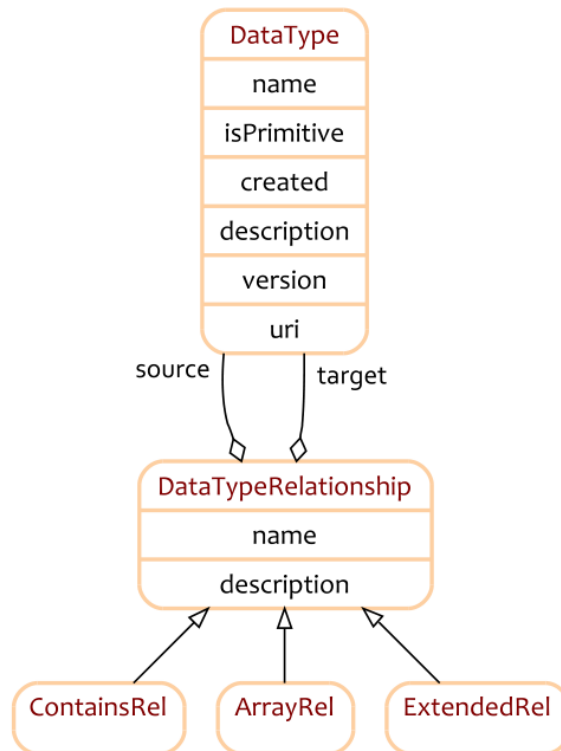 DataType
name
isPrimitive
created
description
version
uri
source
target
DataTypeRelationship
name
description
ContainsRel
ArrayRel
ExtendedRel